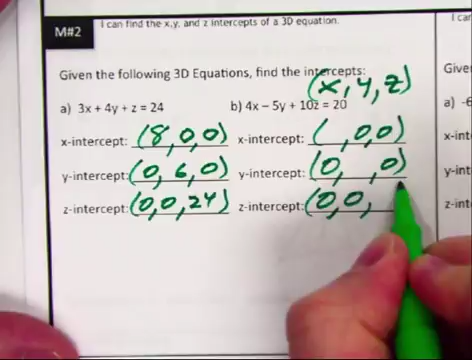 M#2
I can find the x,y, and z intercepts of a 3D equation.
I ca
Given the following 3D Equations, find the intercepts:
(x, y, z)
Give
a) 3x + 4y + z = 24
b) 4x – 5y + 10z = 20
a) -6
x-intercept: (8,0,0)
x-intercept: ( ,0,0)
x-int
y-intercept: (0, 6, 0)
y-intercept: (0, ,0)
y-int
z-intercept: (0,0,24)
z-intercept: (0,0,
z-int